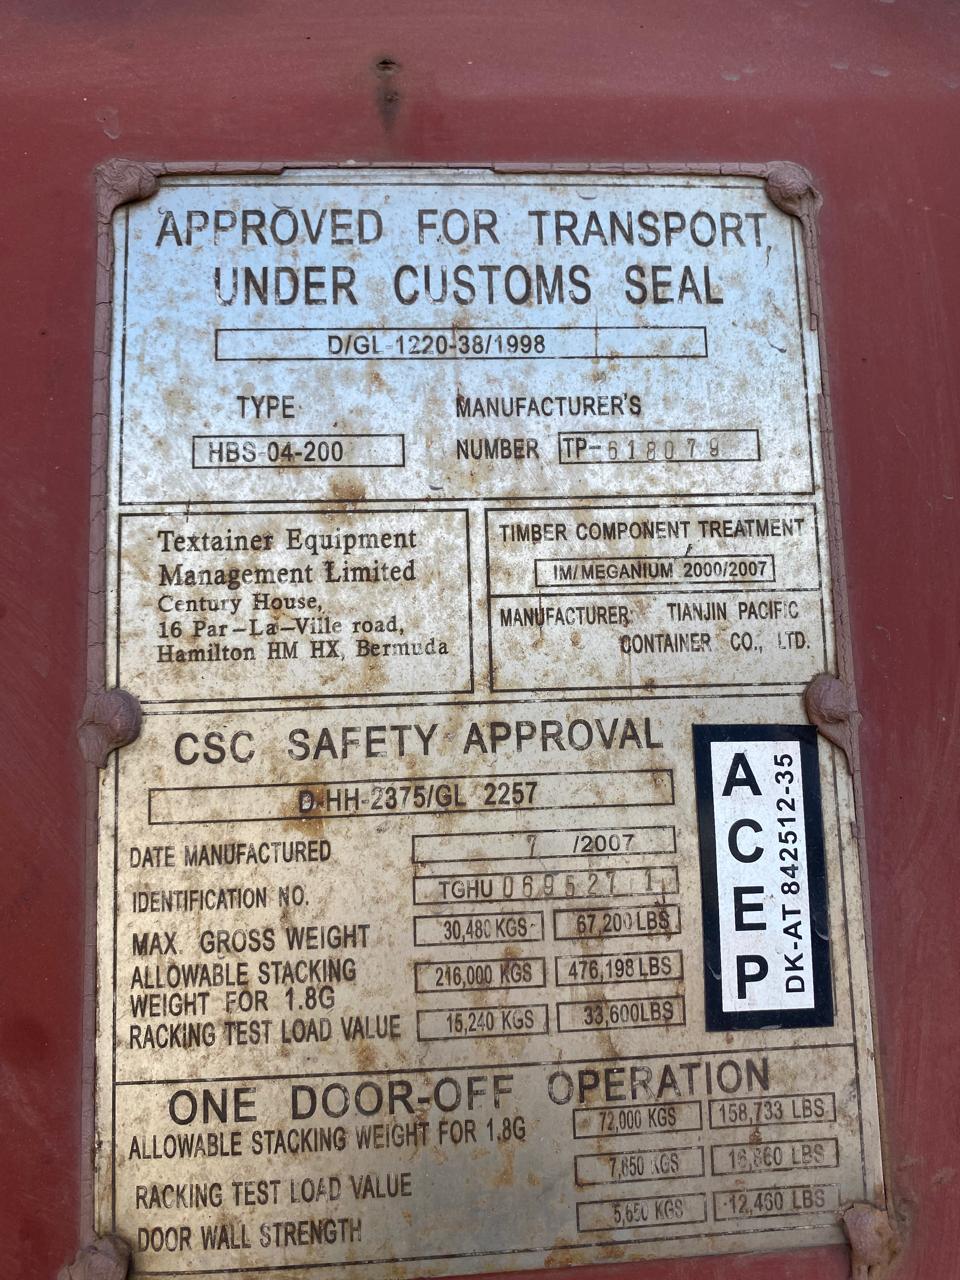 APPROVED FOR TRANSPORT
UNDER CUSTOMS SEAL
D/GL-1220-38/1998
TYPE
HBS-04-200
MANUFACTURER'S
NUMBER TP-618079
Textainer Equipment
Management Limited
Century House,
16 Par-La-Ville road,
Hamilton HM HX, Bermuda
TIMBER COMPONENT TREATMENT
IM/MEGANIUM 2000/2007
MANUFACTURER TIANJIN PACIFIC
CONTAINER CO., LTD.
CSC SAFETY APPROVAL
D-HH-2375/GL 2257
DATE MANUFACTURED 7 /2007
IDENTIFICATION NO. TGHU 069527 1
MAX. GROSS WEIGHT 30,480 KGS 67,200 LBS
ALLOWABLE STACKING
WEIGHT FOR 1.8G 216,000 KGS 476,198 LBS
RACKING TEST LOAD VALUE 15,240 KGS 33,600 LBS
ACEP
DK-AT 842512-35
ONE DOOR-OFF OPERATION
ALLOWABLE STACKING WEIGHT FOR 1.8G 72,000 KGS 158,733 LBS
RACKING TEST LOAD VALUE KGS LBS
DOOR WALL STRENGTH 5,650 KGS 12,460 LBS